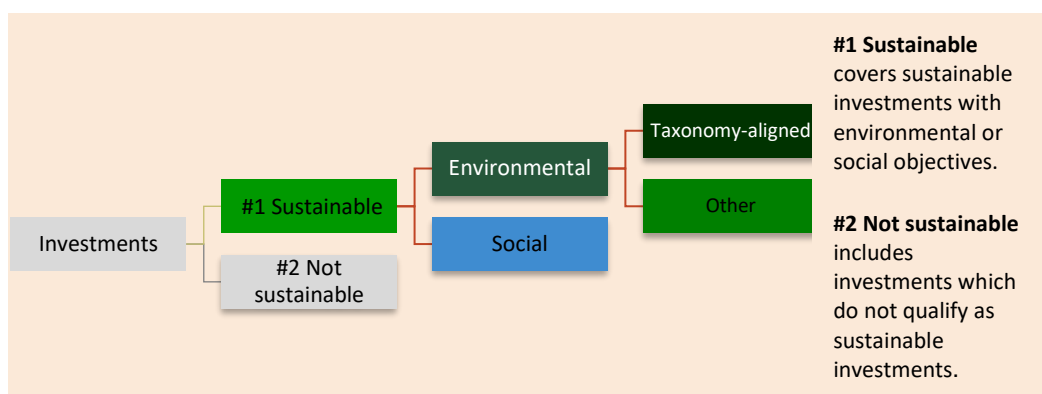 Investments
#1 Sustainable
#2 Not
sustainable
Environmental
Social
Taxonomy-aligned
Other
#1 Sustainable
covers sustainable
investments with
environmental or
social objectives.
#2 Not sustainable
includes
investments which
do not qualify as
sustainable
investments.